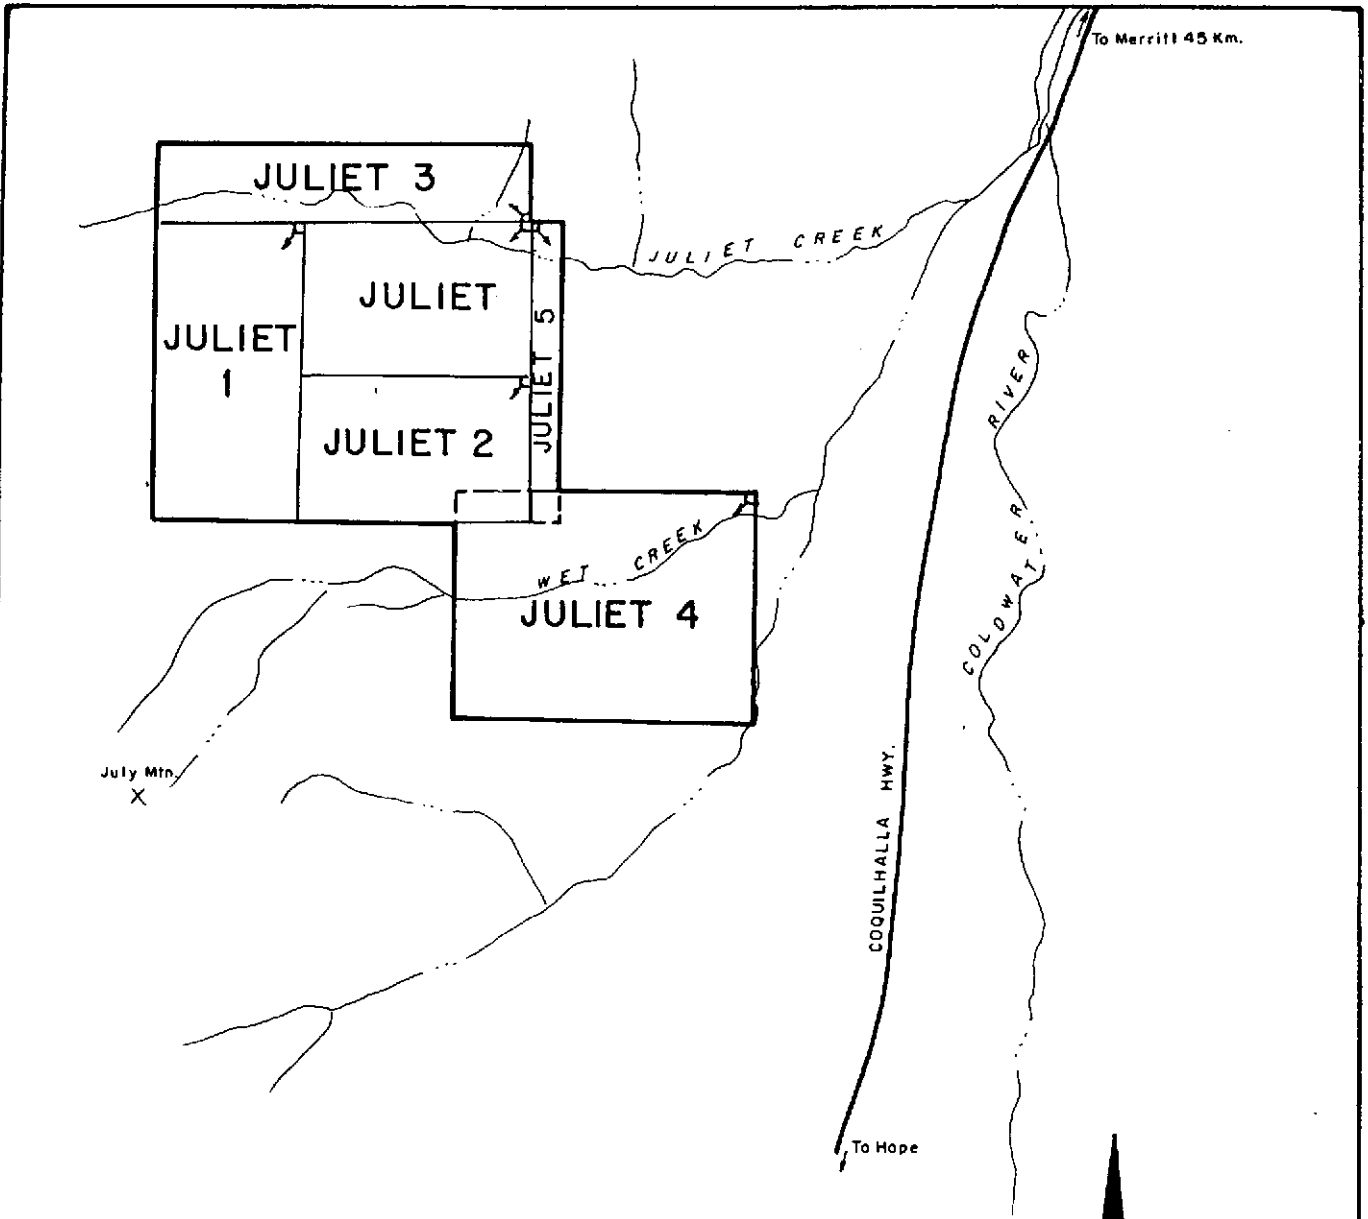 To Merritt 45 Km.
JULIET 3
JULIET CREEK
JULIET
JULIET 5
JULIET
1
RIVER
JULIET 2
WET CREEK
JULIET 4
COLDWATER
July Mtn.
X
COQUILHALLA HWY.
To Hope